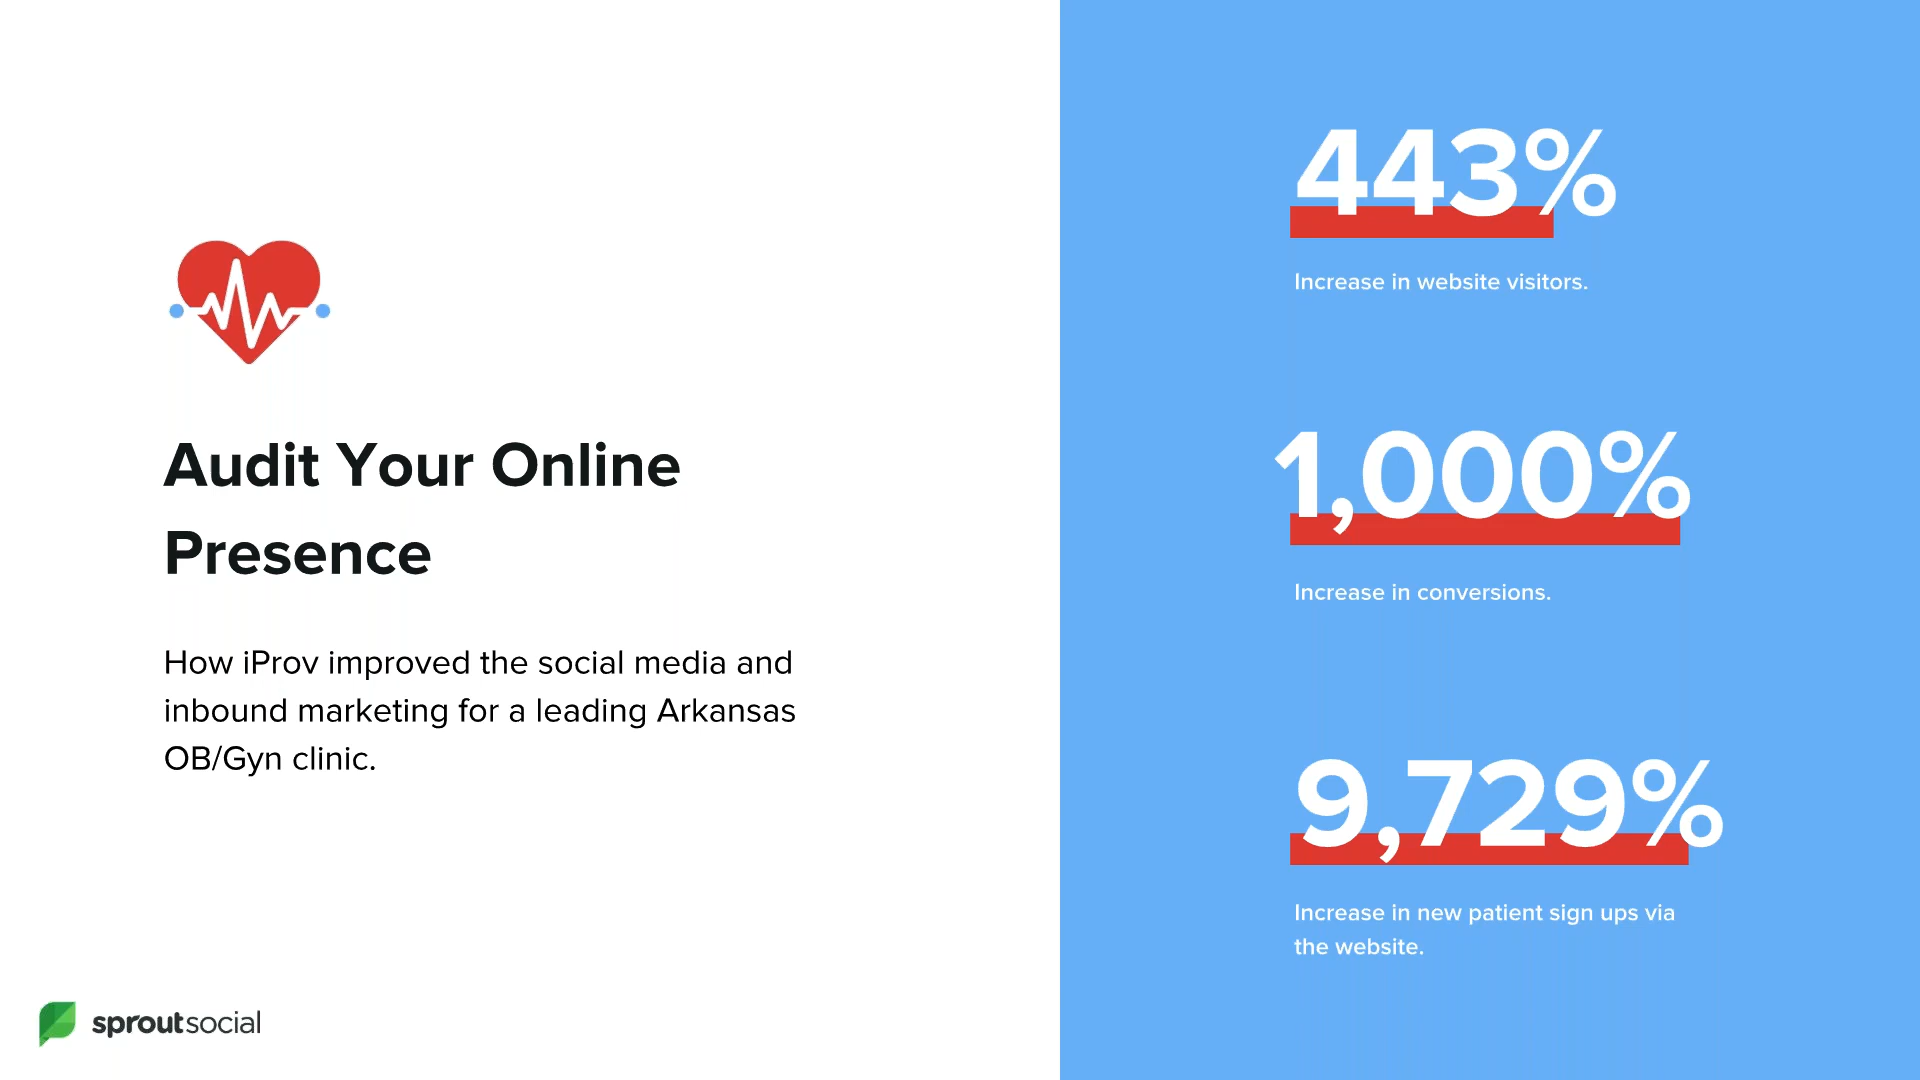 Audit Your Online
Presence
How iProv improved the social media and
inbound marketing for a leading Arkansas
OB/Gyn clinic.
sproutsocial
443%
Increase in website visitors.
1,000%
Increase in conversions.
9,729%
Increase in new patient sign ups via
the website.